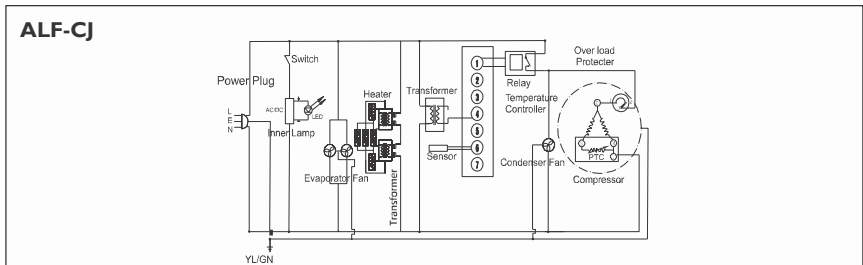 ALF-CJ
Switch
Over load
Protecter
Power Plug
L
E
N
AC/DC
LED
Inner Lamp
Heater
Transformer
Evaporator Fan
Transformer
Sensor
1
2
3
4
5
6
7
Relay
Temperature
Controller
Condenser Fan
PTC
Compressor
YL/GN